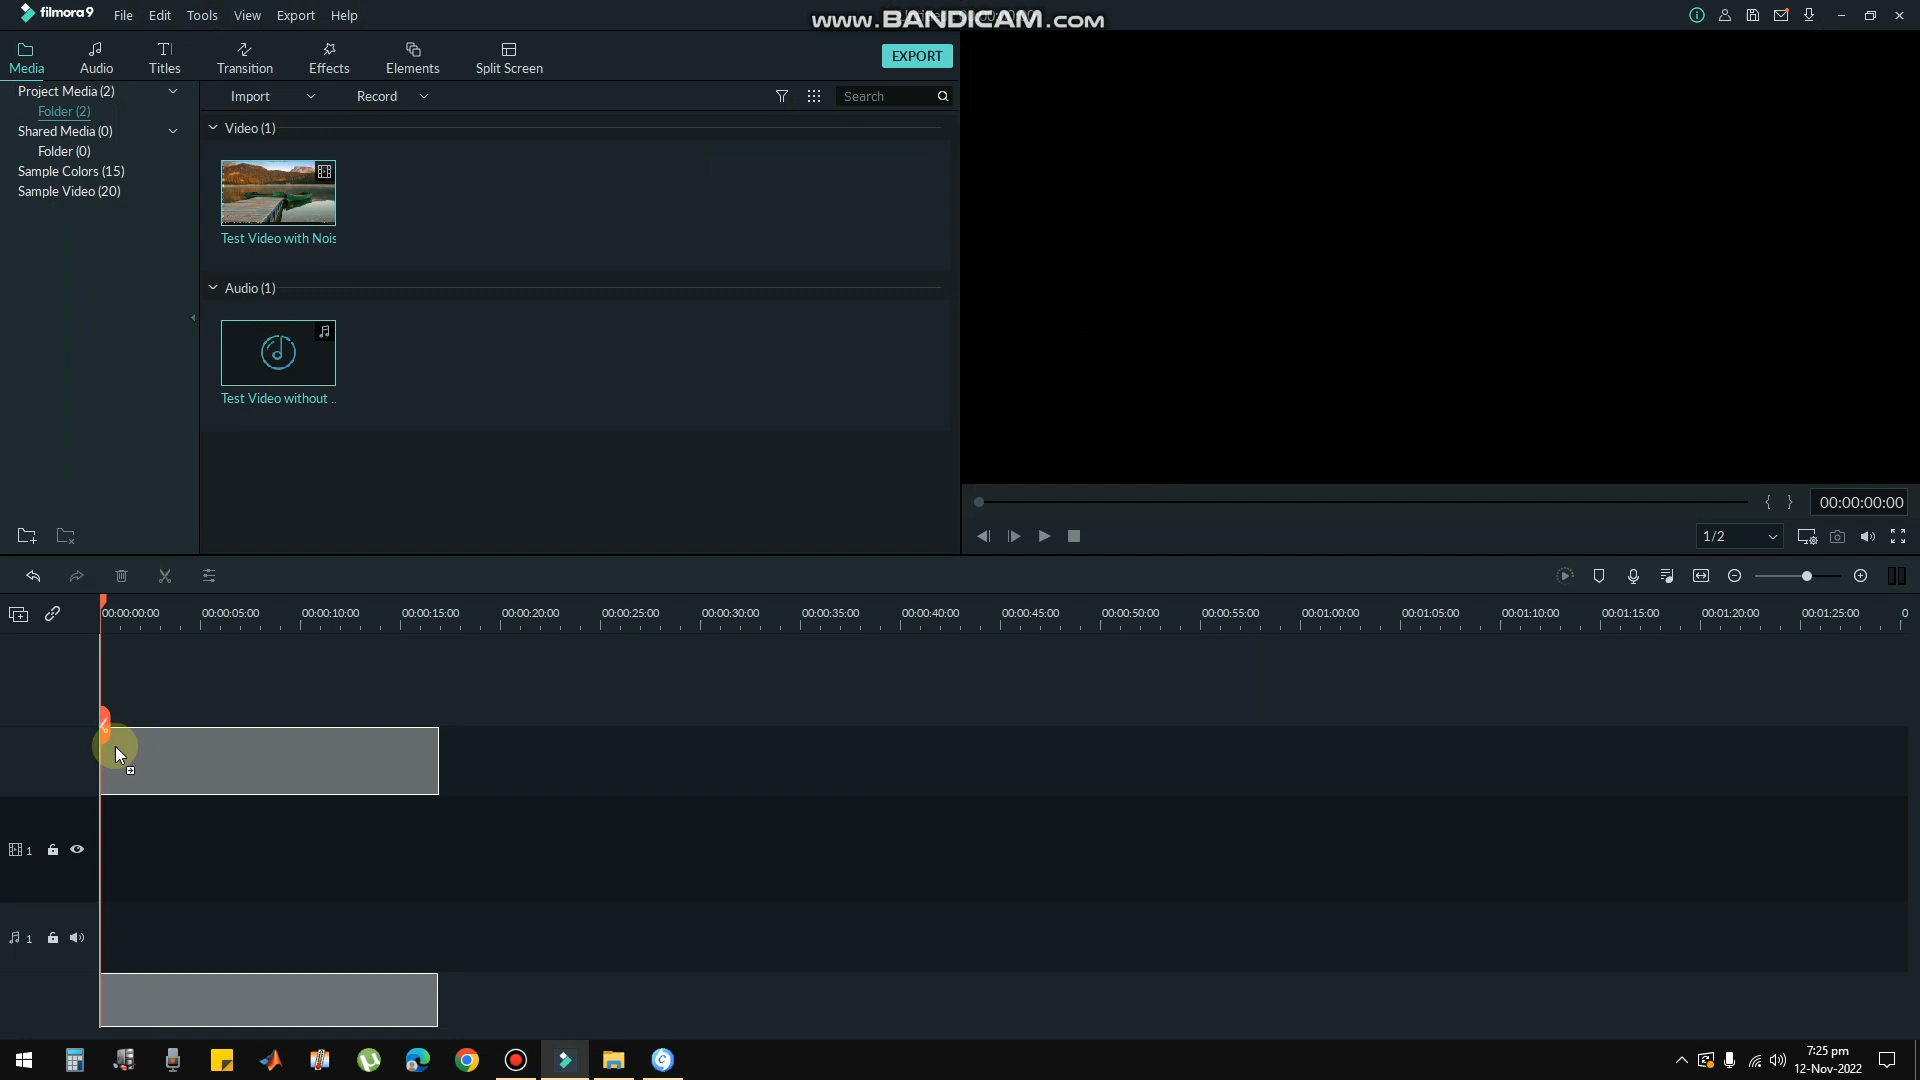 filmora9 File Edit Tools View Export Help
www.BANDICAM.com
Media Audio Titles Transition Effects Elements Split Screen
EXPORT
Project Media (2)
Folder (2)
Shared Media (0)
Folder (0)
Sample Colors (15)
Sample Video (20)
Import Record Search
Video (1)
Test Video with Nois
Audio (1)
Test Video without ..
00:00:00:00
1/2
00:00:00:00 00:00:05:00 00:00:10:00 00:00:15:00 00:00:20:00 00:00:25:00 00:00:30:00 00:00:35:00 00:00:40:00 00:00:45:00 00:00:50:00 00:00:55:00 00:01:00:00 00:01:05:00 00:01:10:00 00:01:15:00 00:01:20:00 00:01:25:00 0
1
1
7:25 pm
12-Nov-2022